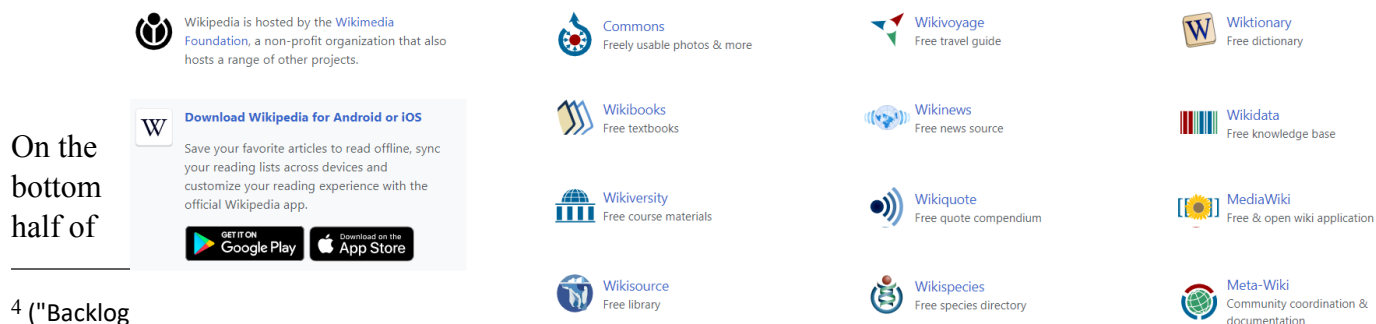 Wikipedia is hosted by the Wikimedia
Foundation, a non-profit organization that also
hosts a range of other projects.
W
Download Wikipedia for Android or iOS
Save your favorite articles to read offline, sync
your reading lists across devices and
customize your reading experience with the
official Wikipedia app.
GET IT ON
Google Play
Download on the
App Store
On the
bottom
half of
4 ("Backlog
Commons
Freely usable photos & more
Wikivoyage
Free travel guide
W
Wiktionary
Free dictionary
Wikibooks
Free textbooks
Wikinews
Free news source
Wikidata
Free knowledge base
Wikiversity
Free course materials
Wikiquote
Free quote compendium
MediaWiki
Free & open wiki application
Wikisource
Free library
Wikispecies
Free species directory
Meta-Wiki
Community coordination &
documentation